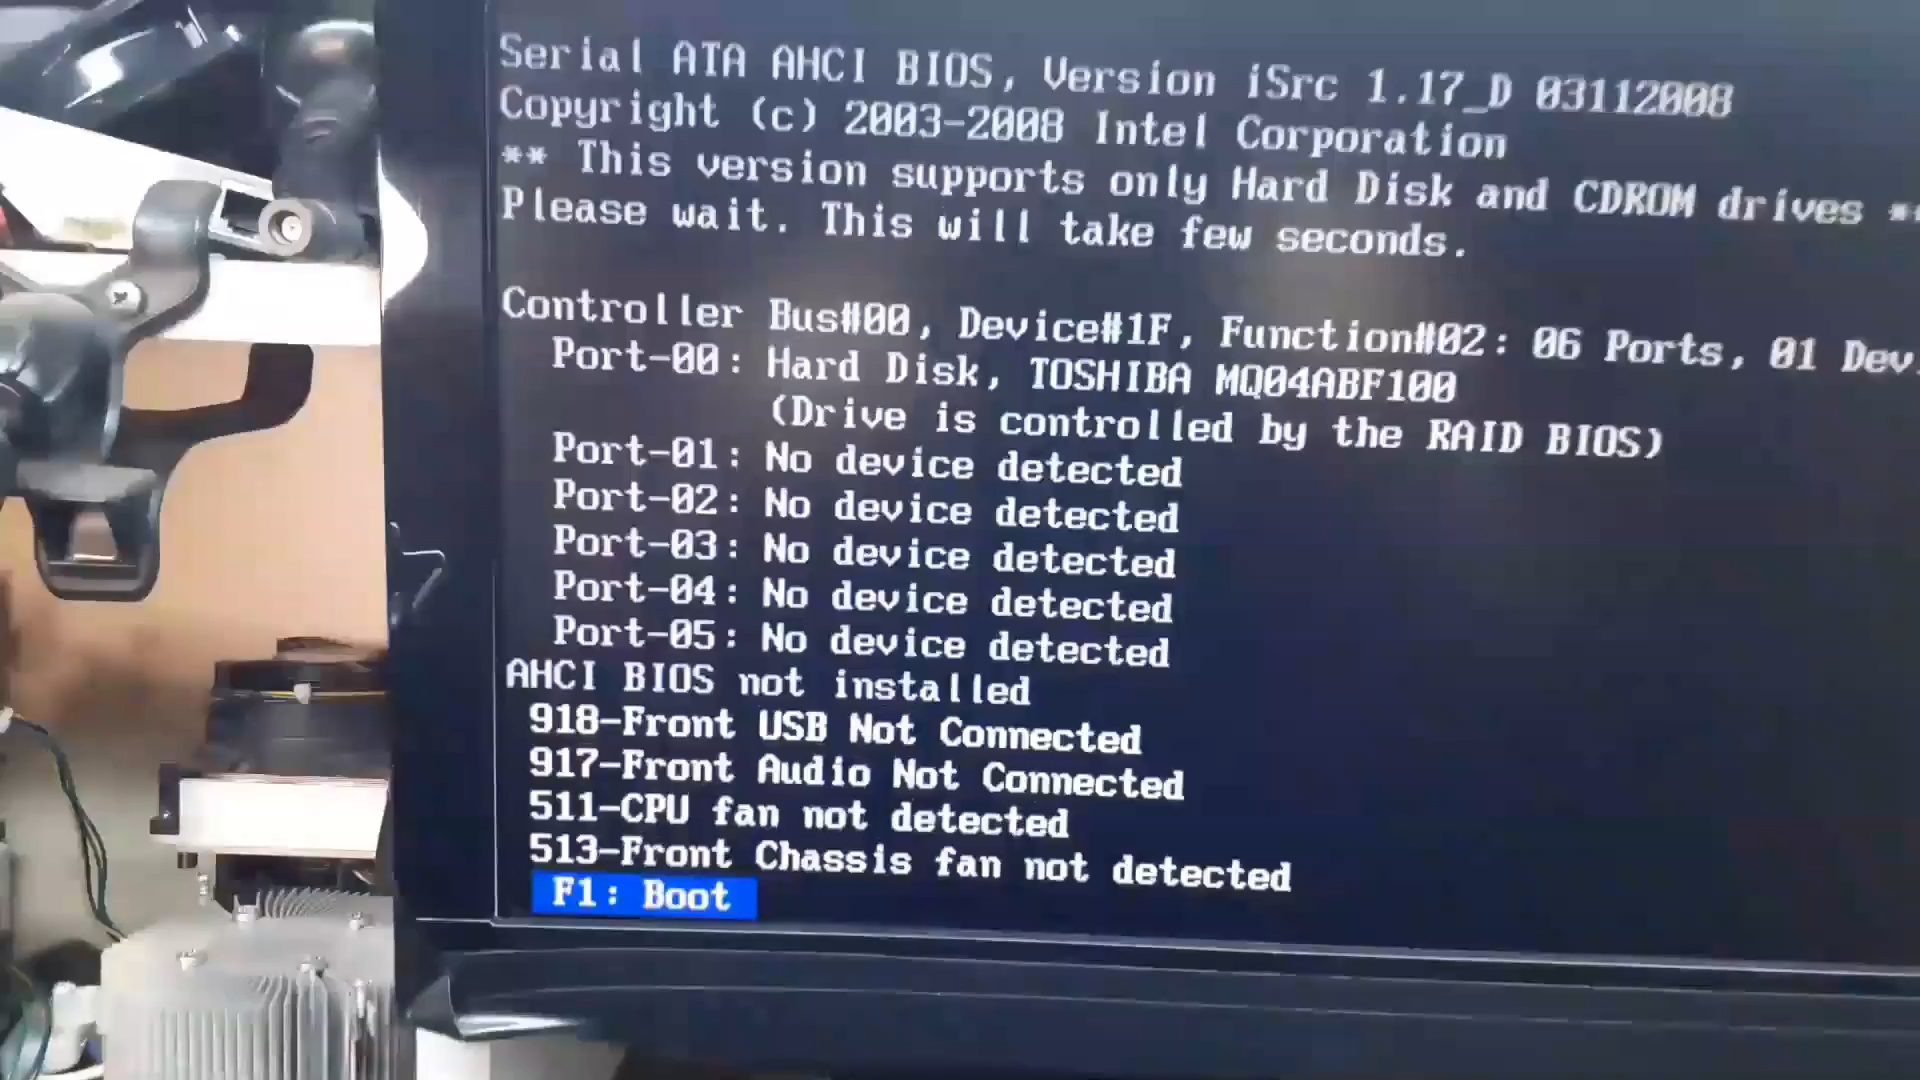 Serial ATA AHCI BIOS, Version iSrc 1.17_D 03112008
Copyright (c) 2003-2008 Intel Corporation
** This version supports only Hard Disk and CDROM drives **
Please wait. This will take few seconds.
Controller Bus#00, Device#1F, Function#02: 06 Ports, 01 Dev
Port-00: Hard Disk, TOSHIBA MQ04ABF100
(Drive is controlled by the RAID BIOS)
Port-01: No device detected
Port-02: No device detected
Port-03: No device detected
Port-04: No device detected
Port-05: No device detected
AHCI BIOS not installed
918-Front USB Not Connected
917-Front Audio Not Connected
511-CPU fan not detected
513-Front Chassis fan not detected
F1: Boot